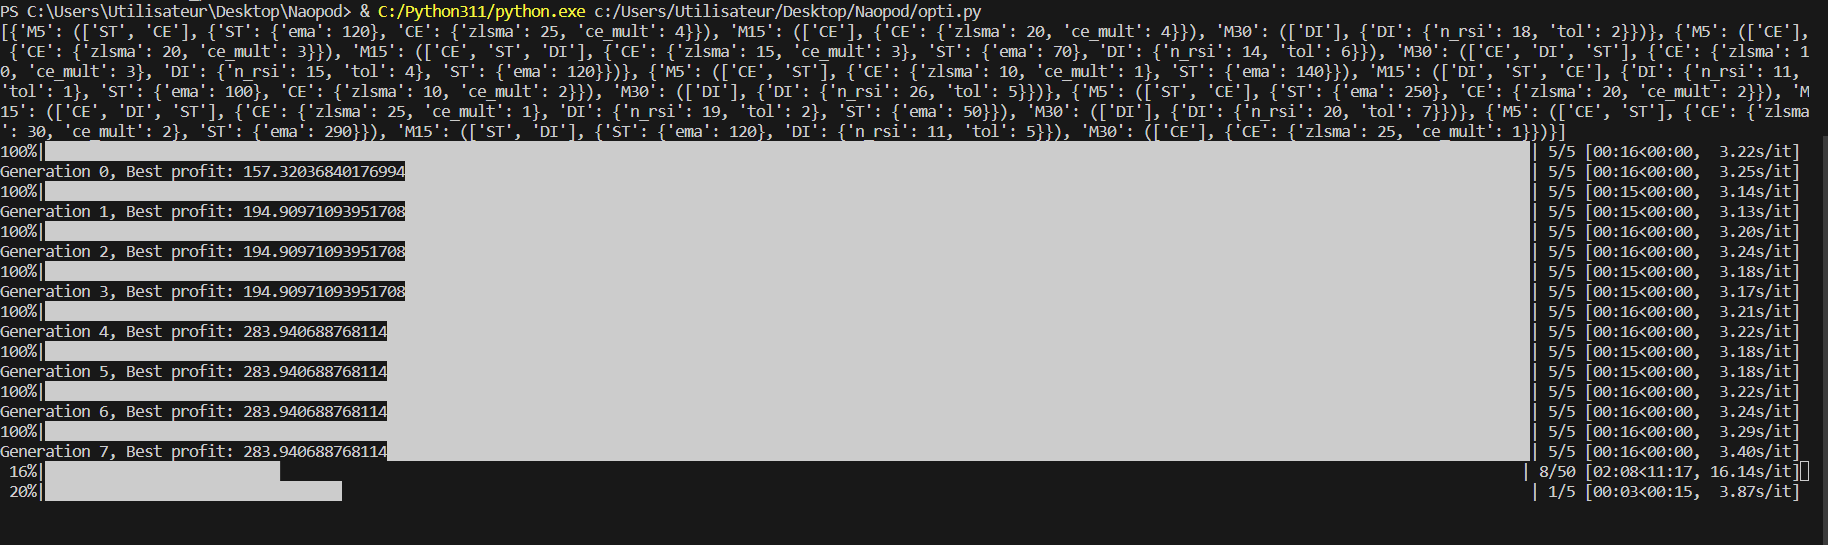 PS C:\Users\Utilisateur\Desktop\Naopod> & C:/Python311/python.exe c:/Users/Utilisateur/Desktop/Naopod/opti.py
[{'M5': (['ST', 'CE'], {'ST': {'ema': 120}, 'CE': {'zlsma': 25, 'ce_mult': 4}}), 'M15': (['CE'], {'CE': {'zlsma': 20, 'ce_mult': 4}}), 'M30': (['DI'], {'DI': {'n_rsi': 18, 'tol': 2}})}, {'M5': (['CE'],
 {'CE': {'zlsma': 20, 'ce_mult': 3}}), 'M15': (['CE', 'ST', 'DI'], {'CE': {'zlsma': 15, 'ce_mult': 3}, 'ST': {'ema': 70}, 'DI': {'n_rsi': 14, 'tol': 6}}), 'M30': (['CE', 'DI', 'ST'], {'CE': {'zlsma': 1
0, 'ce_mult': 3}, 'DI': {'n_rsi': 15, 'tol': 4}, 'ST': {'ema': 120}})}, {'M5': (['CE', 'ST'], {'CE': {'zlsma': 10, 'ce_mult': 1}, 'ST': {'ema': 140}}), 'M15': (['DI', 'ST', 'CE'], {'DI': {'n_rsi': 11,
'tol': 1}, 'ST': {'ema': 100}, 'CE': {'zlsma': 10, 'ce_mult': 2}}), 'M30': (['DI'], {'DI': {'n_rsi': 26, 'tol': 5}})}, {'M5': (['ST', 'CE'], {'ST': {'ema': 250}, 'CE': {'zlsma': 20, 'ce_mult': 2}}), 'M
15': (['CE', 'DI', 'ST'], {'CE': {'zlsma': 25, 'ce_mult': 1}, 'DI': {'n_rsi': 19, 'tol': 2}, 'ST': {'ema': 50}}), 'M30': (['DI'], {'DI': {'n_rsi': 20, 'tol': 7}})}, {'M5': (['CE', 'ST'], {'CE': {'zlsma
': 30, 'ce_mult': 2}, 'ST': {'ema': 290}}), 'M15': (['ST', 'DI'], {'ST': {'ema': 120}, 'DI': {'n_rsi': 11, 'tol': 5}}), 'M30': (['CE'], {'CE': {'zlsma': 25, 'ce_mult': 1}})}]
100%| | 5/5 [00:16<00:00, 3.22s/it]
Generation 0, Best profit: 157.32036840176994 | 5/5 [00:16<00:00, 3.25s/it]
100%| | 5/5 [00:15<00:00, 3.14s/it]
Generation 1, Best profit: 194.90971093951708 | 5/5 [00:15<00:00, 3.13s/it]
100%| | 5/5 [00:15<00:00, 3.20s/it]
Generation 2, Best profit: 194.90971093951708 | 5/5 [00:16<00:00, 3.24s/it]
100%| | 5/5 [00:15<00:00, 3.18s/it]
Generation 3, Best profit: 194.90971093951708 | 5/5 [00:15<00:00, 3.17s/it]
100%| | 5/5 [00:16<00:00, 3.21s/it]
Generation 4, Best profit: 283.940688768114 | 5/5 [00:16<00:00, 3.22s/it]
100%| | 5/5 [00:15<00:00, 3.18s/it]
Generation 5, Best profit: 283.940688768114 | 5/5 [00:15<00:00, 3.18s/it]
100%| | 5/5 [00:16<00:00, 3.22s/it]
Generation 6, Best profit: 283.940688768114 | 5/5 [00:16<00:00, 3.24s/it]
100%| | 5/5 [00:16<00:00, 3.29s/it]
Generation 7, Best profit: 283.940688768114 | 5/5 [00:16<00:00, 3.40s/it]
16%| | 8/50 [02:08<11:17, 16.14s/it]
20%| | 1/5 [00:03<00:15, 3.87s/it]